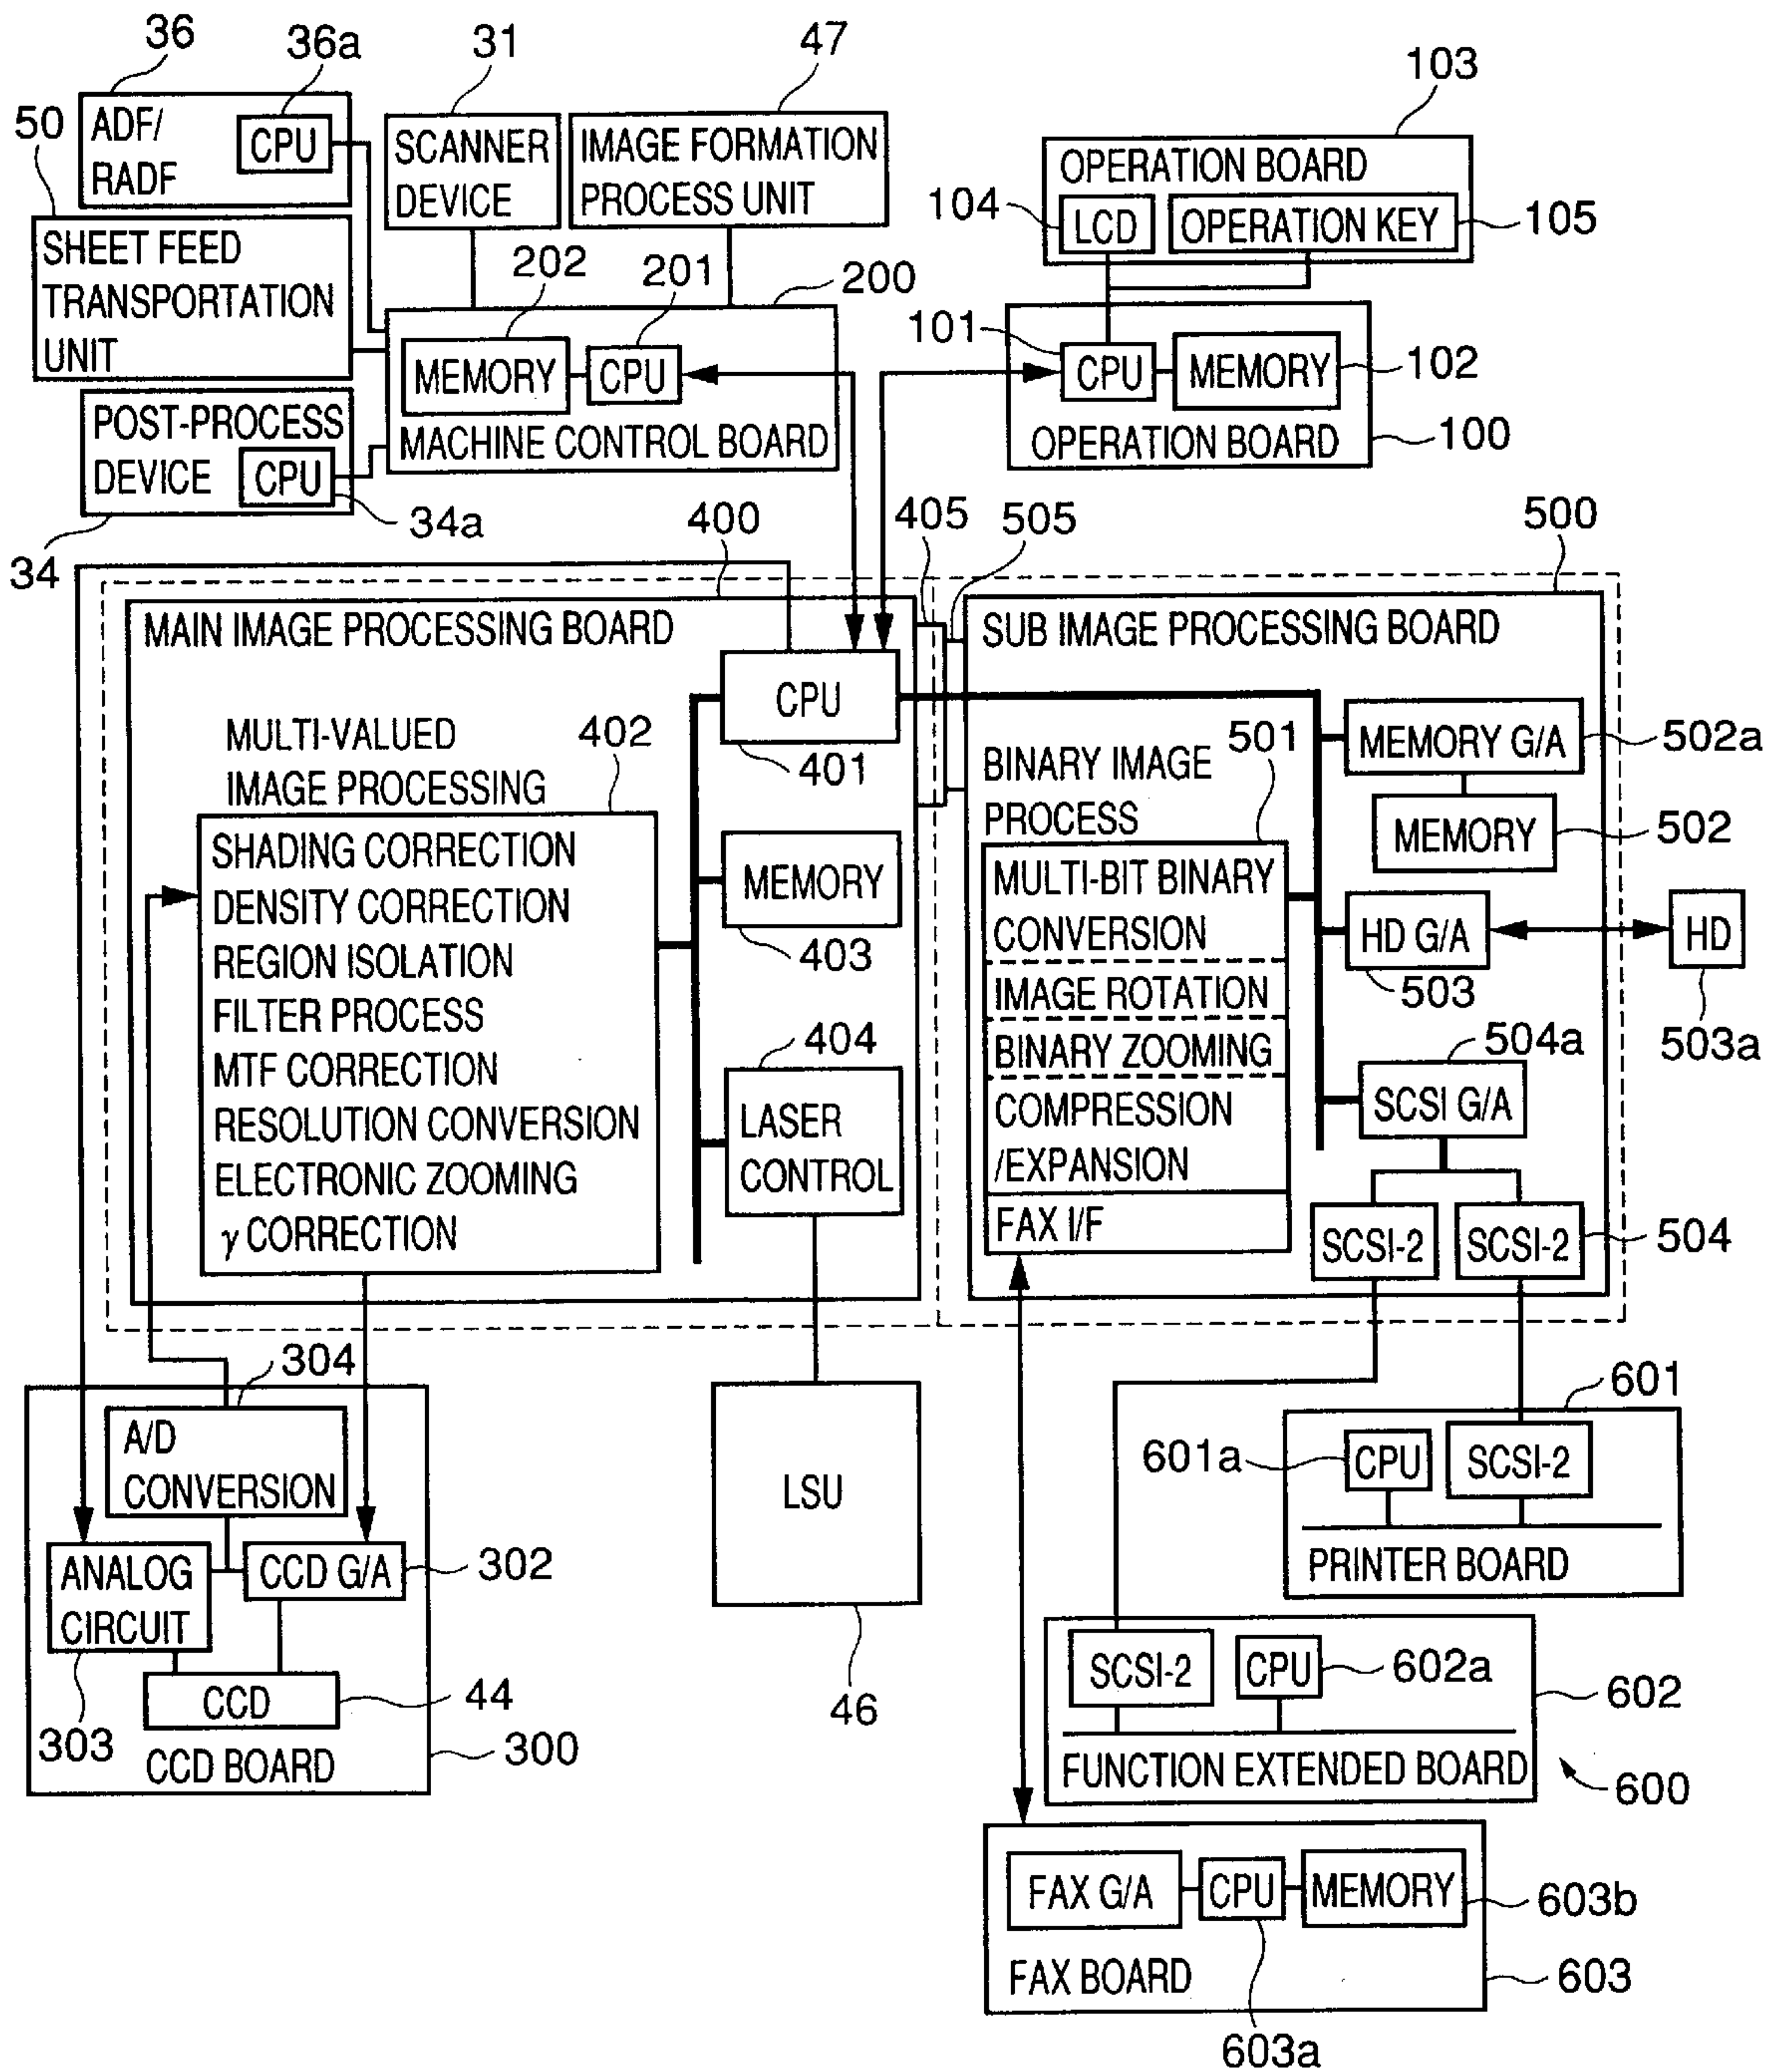 36
36a
31
47
103
50
ADF/
RADF
CPU
SCANNER
DEVICE
IMAGE FORMATION
PROCESS UNIT
OPERATION BOARD
104
LCD
OPERATION KEY
105
SHEET FEED
TRANSPORTATION
UNIT
202
201
200
MEMORY
CPU
MACHINE CONTROL BOARD
101
CPU
MEMORY
102
OPERATION BOARD
100
POST-PROCESS
DEVICE
CPU
34a
34
400
405
505
500
MAIN IMAGE PROCESSING BOARD
CPU
401
MULTI-VALUED
IMAGE PROCESSING
402
SHADING CORRECTION
DENSITY CORRECTION
REGION ISOLATION
FILTER PROCESS
MTF CORRECTION
RESOLUTION CONVERSION
ELECTRONIC ZOOMING
γ CORRECTION
MEMORY
403
404
LASER
CONTROL
SUB IMAGE PROCESSING BOARD
BINARY IMAGE
PROCESS
501
MULTI-BIT BINARY
CONVERSION
IMAGE ROTATION
BINARY ZOOMING
COMPRESSION
/EXPANSION
FAX I/F
MEMORY G/A
502a
MEMORY
502
HD G/A
503
HD
503a
504a
SCSI G/A
SCSI-2
SCSI-2
504
304
A/D
CONVERSION
ANALOG
CIRCUIT
CCD G/A
302
CCD
44
303
CCD BOARD
300
LSU
46
601
601a
CPU
SCSI-2
PRINTER BOARD
SCSI-2
CPU
602a
602
FUNCTION EXTENDED BOARD
600
FAX G/A
CPU
MEMORY
603b
FAX BOARD
603
603a